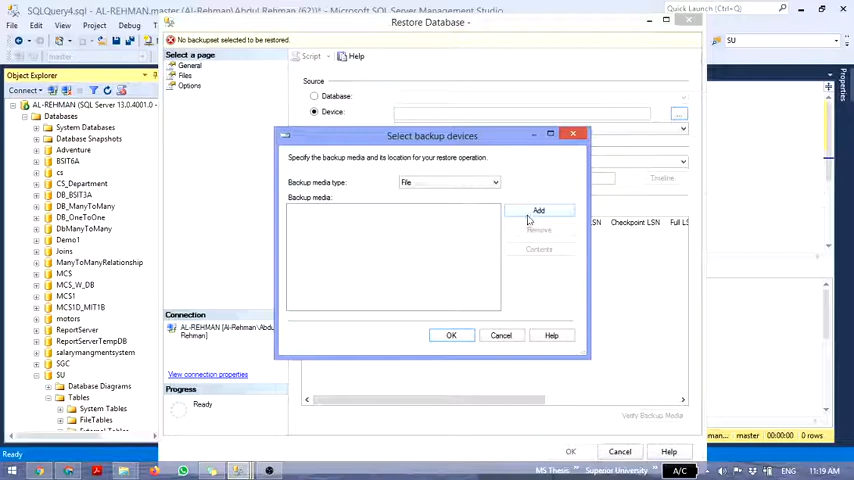 SQLQuery4.sql - AL-REHMAN.master (Al-Rehman\Abdul Rehman (62))* - Microsoft SQL Server Management Studio
Quick Launch (Ctrl+Q)
File Edit View Project Debug
Restore Database -
No backupset selected to be restored.
master
SU
Object Explorer
Connect
AL-REHMAN (SQL Server 13.0.4001.0
Databases
System Databases
Database Snapshots
Adventure
BSIT6A
cs
CS_Department
DB_BSIT3A
DB_ManyToMany
DB_OneToOne
DbManyToMany
Demo1
Joins
ManyToManyRelationship
MCS
MCS_W_DB
MCS1
MCS1D_MIT1B
motors
ReportServer
ReportServerTempDB
salarymangmentsystem
SGC
SU
Database Diagrams
Tables
System Tables
FileTables
Select a page
General
Files
Options
Script
Help
Source
Database:
Device:
...
Timeline
LSN Checkpoint LSN Full LS
Select backup devices
Specify the backup media and its location for your restore operation.
Backup media type: File
Backup media:
Add
Remove
Contents
OK Cancel Help
Connection
AL-REHMAN [Al-Rehman\Abdul
Rehman]
View connection properties
Progress
Ready
Verify Backup Media
OK Cancel Help
Properties
man... master 00:00:00 0 rows
Ready
MS Thesis Superior University A/C ENG 11:19 AM